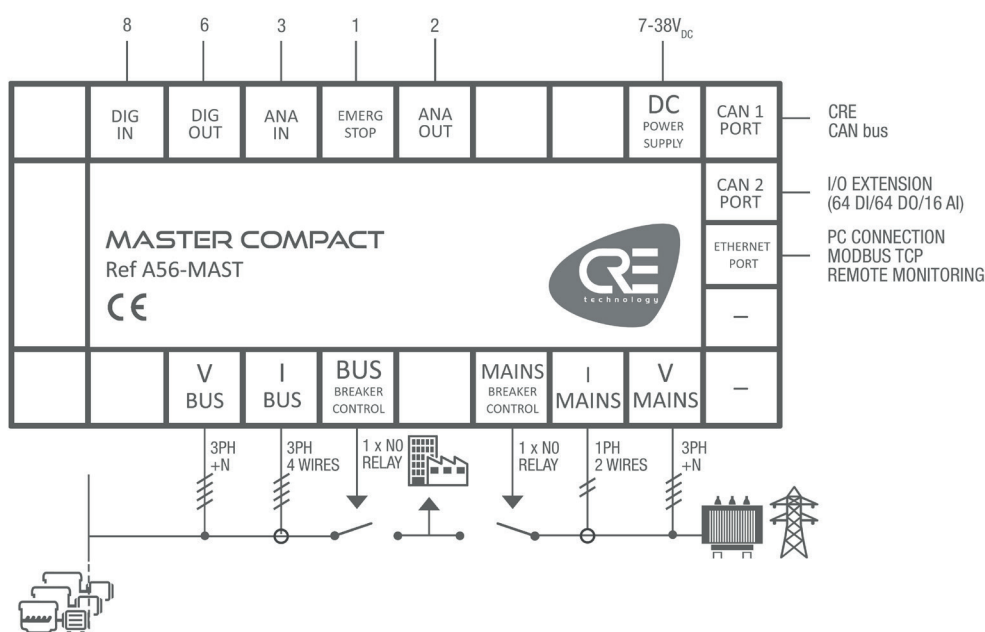 8 6 3 1 2 7-38VDC
DIG IN
DIG OUT
ANA IN
EMERG STOP
ANA OUT
DC POWER SUPPLY
CAN 1 PORT
CRE
CAN bus
CAN 2 PORT
I/O EXTENSION
(64 DI/64 DO/16 AI)
MASTER COMPACT
Ref A56-MAST
CE
CRE
technology
ETHERNET PORT
PC CONNECTION
MODBUS TCP
REMOTE MONITORING
–
–
V BUS
I BUS
BUS BREAKER CONTROL
MAINS BREAKER CONTROL
I MAINS
V MAINS
3PH
+N
3PH
4 WIRES
1 x NO
RELAY
1 x NO
RELAY
1PH
2 WIRES
3PH
+N